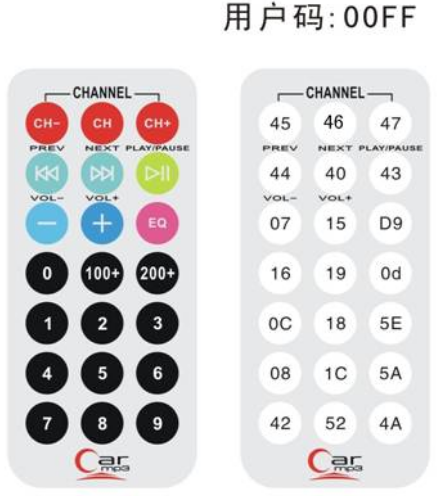 用户码:00FF
CHANNEL
CH- CH CH+
PREV NEXT PLAY/PAUSE
VOL- VOL+
EQ
0 100+ 200+
1 2 3
4 5 6
7 8 9
Car
mp3
CHANNEL
45 46 47
PREV NEXT PLAY/PAUSE
44 40 43
VOL- VOL+
07 15 D9
16 19 0d
0C 18 5E
08 1C 5A
42 52 4A
Car
mp3